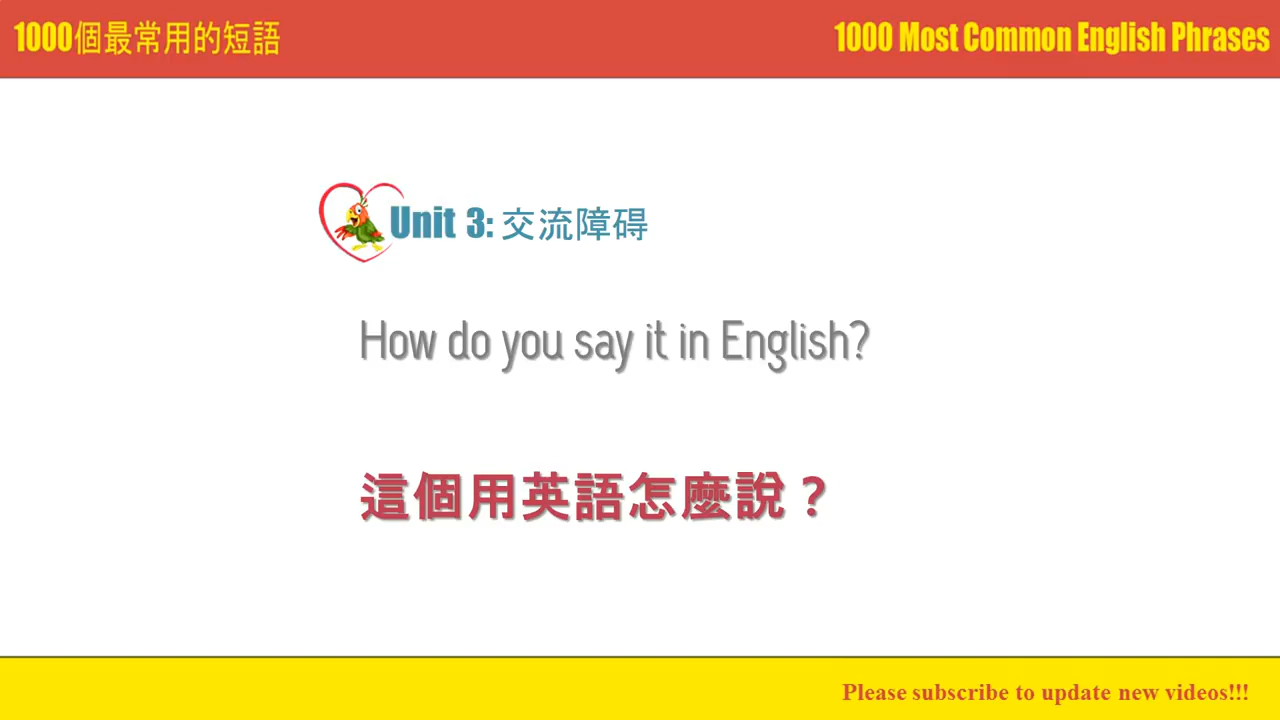 1000個最常用的短語
1000 Most Common English Phrases
Unit 3: 交流障碍
How do you say it in English?
這個用英語怎麼說？
Please subscribe to update new videos!!!